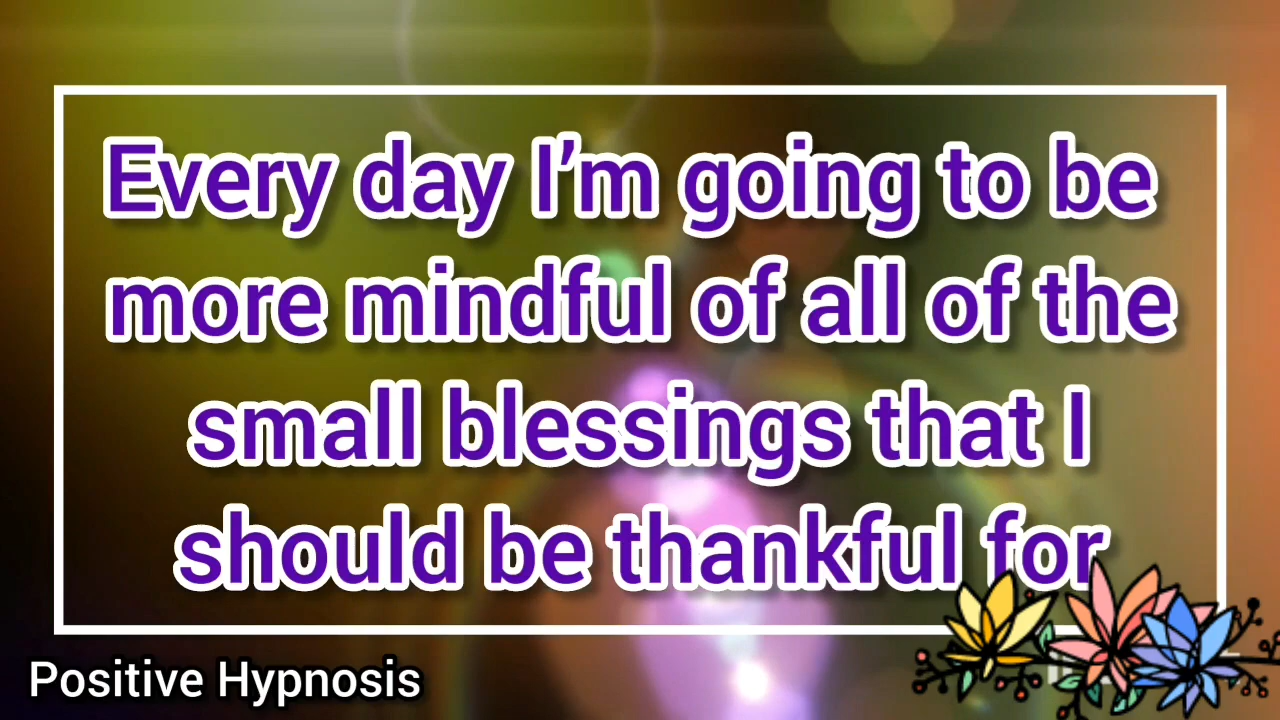 Every day I’m going to be
more mindful of all of the
small blessings that I
should be thankful for
Positive Hypnosis